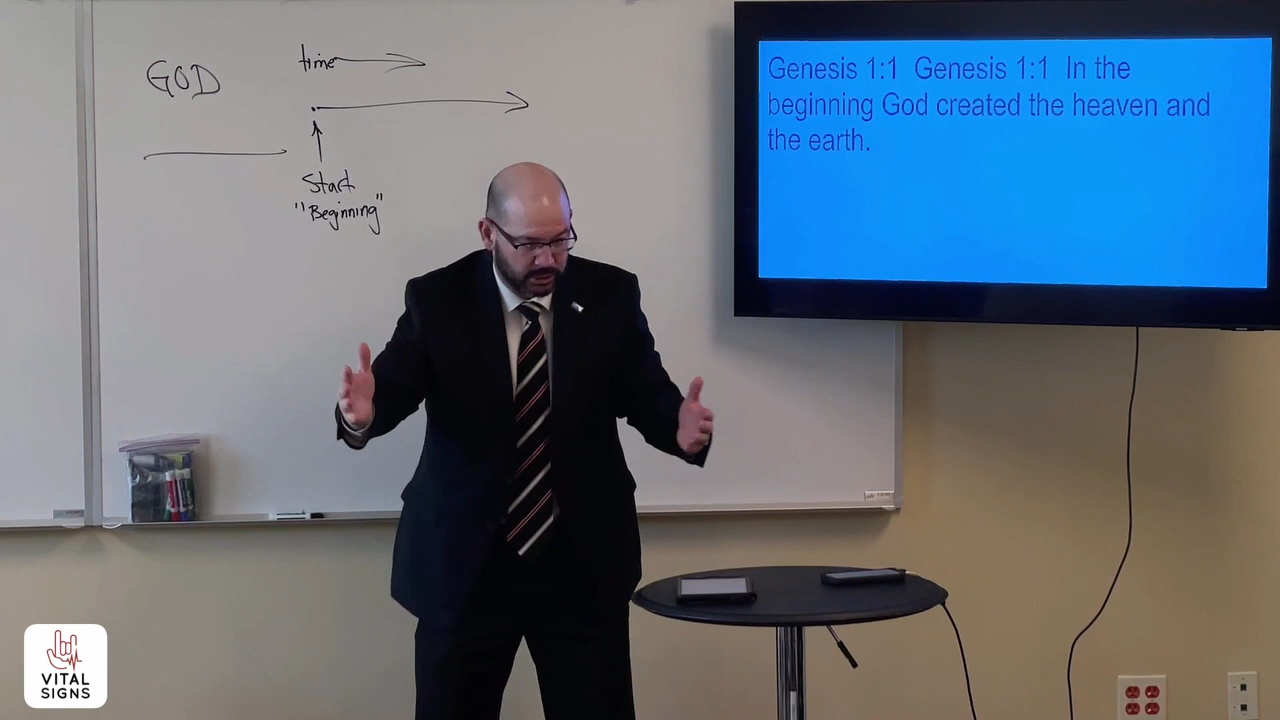 GOD
time
Start
"Beginning"
Genesis 1:1 Genesis 1:1 In the
beginning God created the heaven and
the earth.
VITAL
SIGNS